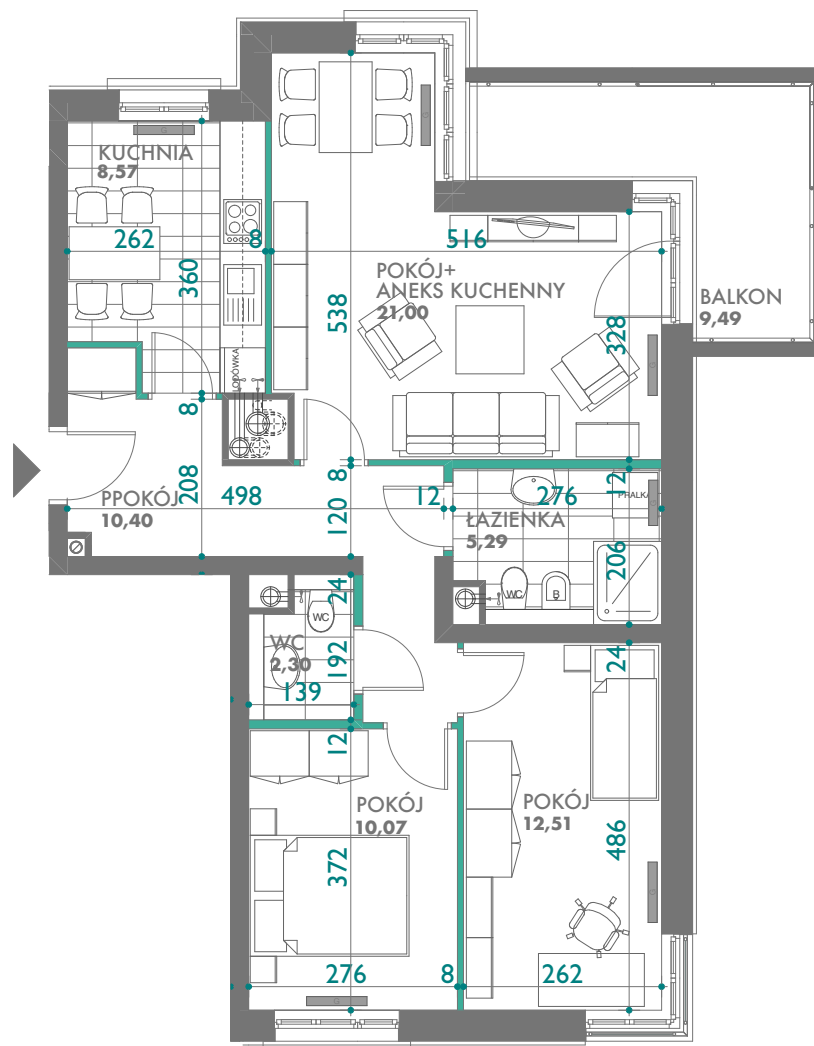 KUCHNIA
8,57
262
8
516
360
538
POKÓJ+
ANEKS KUCHENNY
21,00
328
BALKON
9,49
LODÓWKA
8
208
PPOKÓJ
10,40
498
8
120
12
276
12
PRALKA
ŁAZIENKA
5,29
206
WC
B
24
WC
WC
2,30
192
139
24
12
POKÓJ
10,07
POKÓJ
12,51
372
486
276
8
262